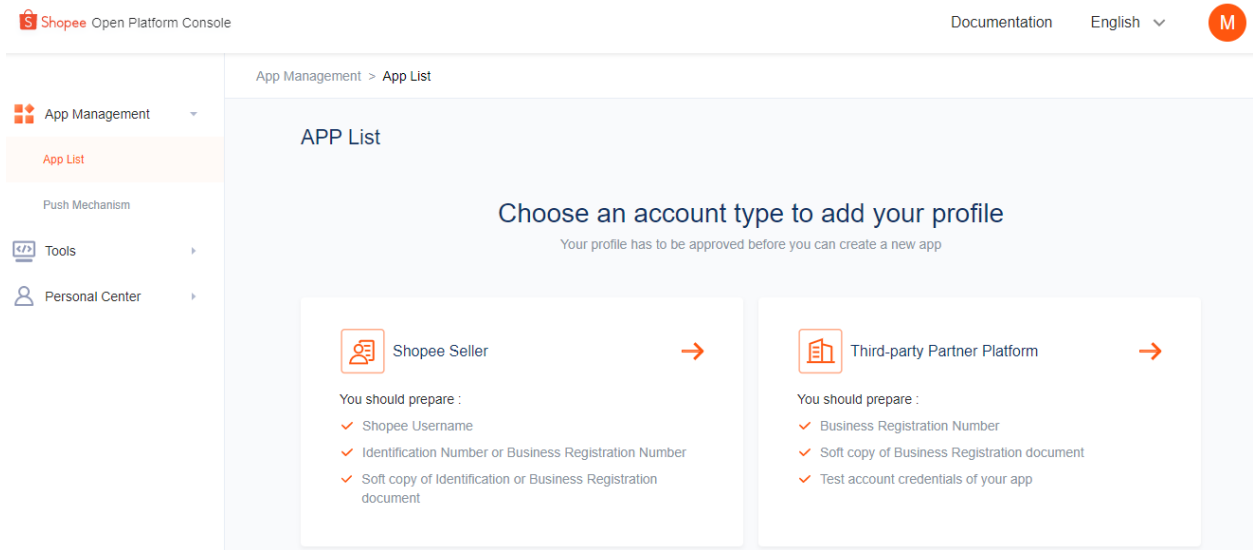 Shopee Open Platform Console
Documentation
English
M
App Management
App List
Push Mechanism
Tools
Personal Center
App Management > App List
APP List
Choose an account type to add your profile
Your profile has to be approved before you can create a new app
Shopee Seller
You should prepare :
Shopee Username
Identification Number or Business Registration Number
Soft copy of Identification or Business Registration
document
Third-party Partner Platform
You should prepare :
Business Registration Number
Soft copy of Business Registration document
Test account credentials of your app